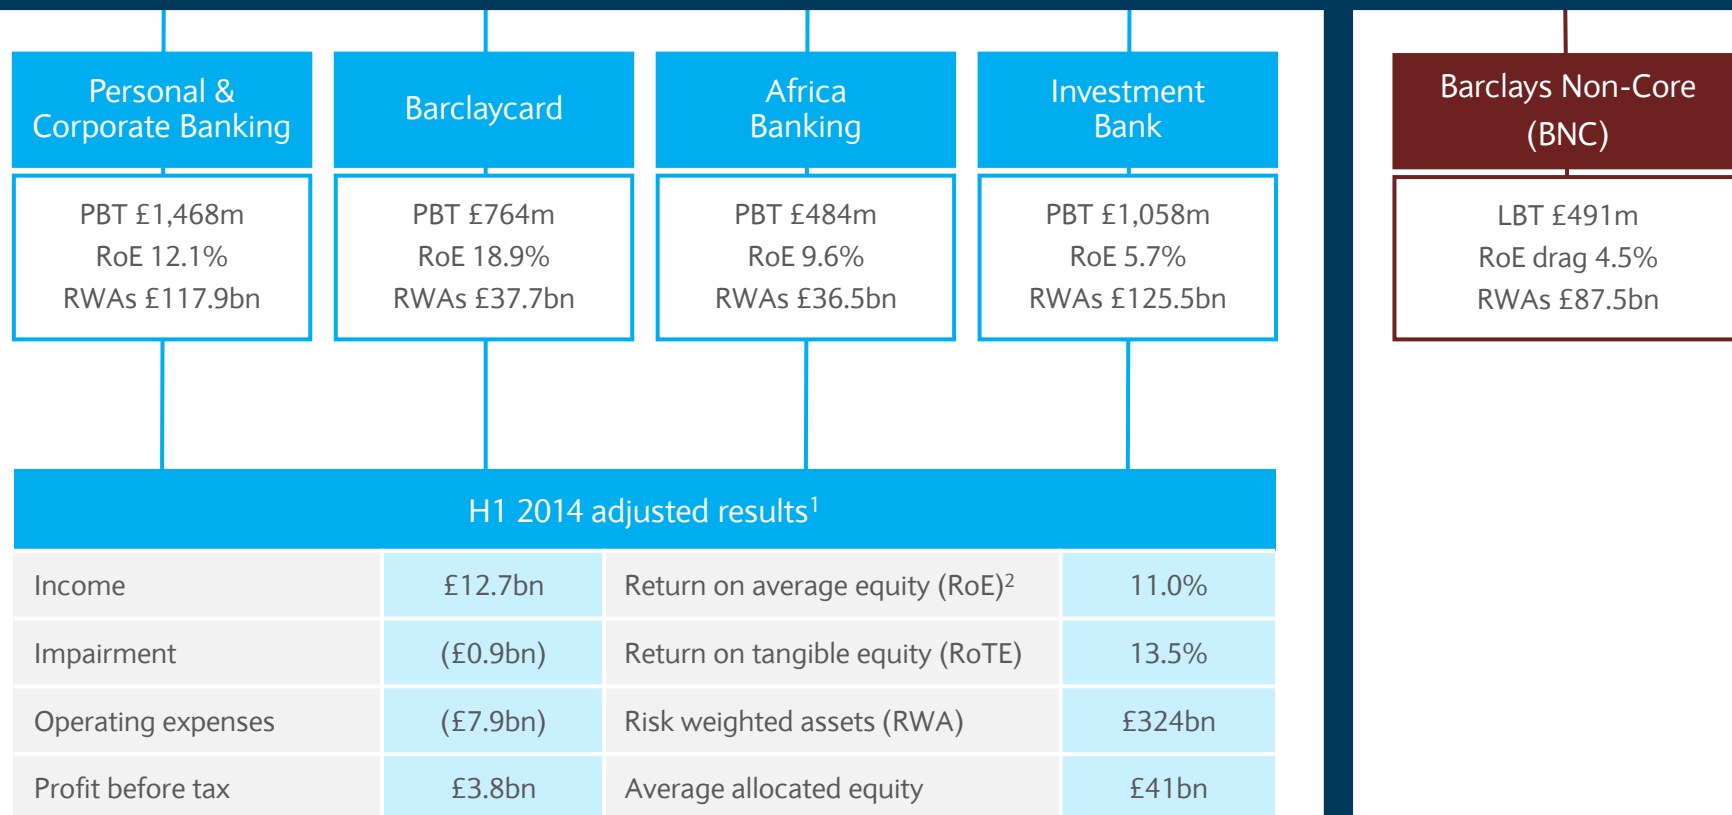 Personal &
Corporate Banking
PBT £1,468m
RoE 12.1%
RWAs £117.9bn
Barclaycard
PBT £764m
RoE 18.9%
RWAs £37.7bn
Africa
Banking
PBT £484m
RoE 9.6%
RWAs £36.5bn
Investment
Bank
PBT £1,058m
RoE 5.7%
RWAs £125.5bn
Barclays Non-Core
(BNC)
LBT £491m
RoE drag 4.5%
RWAs £87.5bn
H1 2014 adjusted results¹
Income £12.7bn Return on average equity (RoE)² 11.0%
Impairment (£0.9bn) Return on tangible equity (RoTE) 13.5%
Operating expenses (£7.9bn) Risk weighted assets (RWA) £324bn
Profit before tax £3.8bn Average allocated equity £41bn